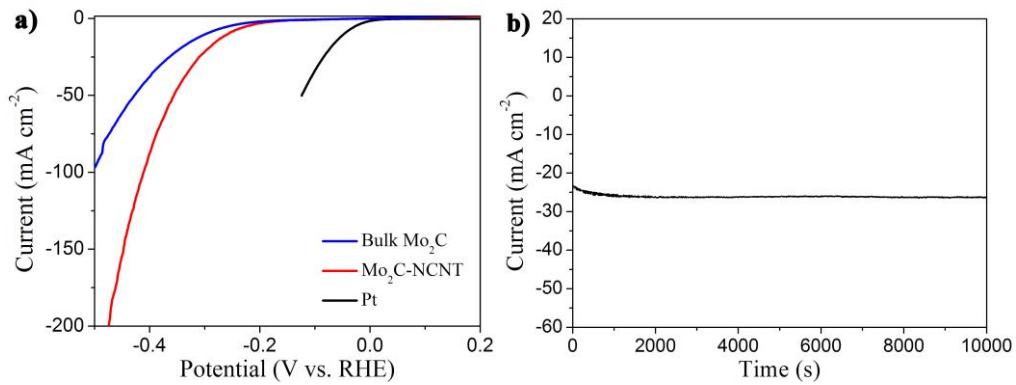 a)
0
-50
-100
-150
-200
Current (mA cm⁻²)
Bulk Mo₂C
Mo₂C-NCNT
Pt
-0.4 -0.2 0.0 0.2
Potential (V vs. RHE)
b)
20
10
0
-10
-20
-30
-40
-50
-60
Current (mA cm⁻²)
0 2000 4000 6000 8000 10000
Time (s)